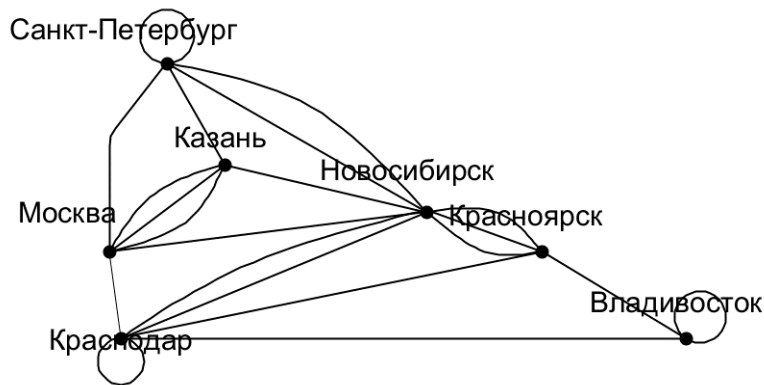 Санкт-Петербург
Казань
Новосибирск
Москва
Красноярск
Владивосток
Краснодар